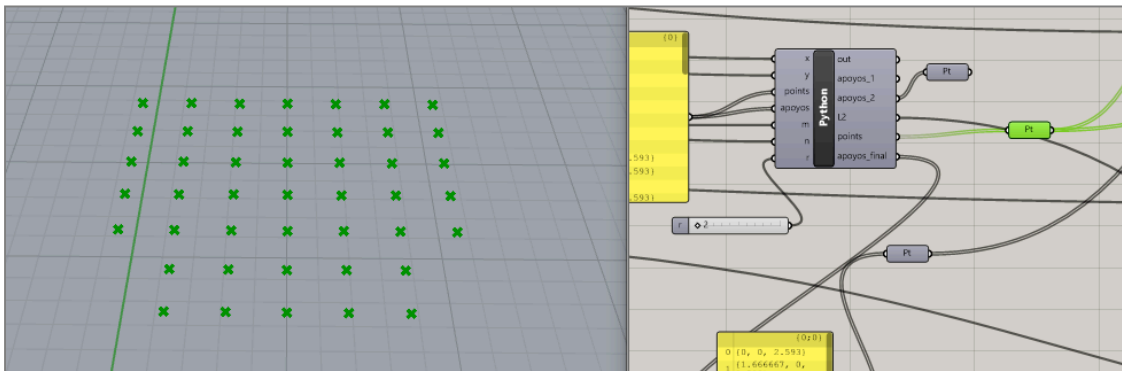 {0}
.593)
.593)
.593)
x
y
points
apoyos
m
n
r
Python
out
apoyos_1
apoyos_2
L2
points
apoyos_final
Pt
Pt
r
2
Pt
{0;0}
0 {0, 0, 2.593}
1 {1.666667, 0,